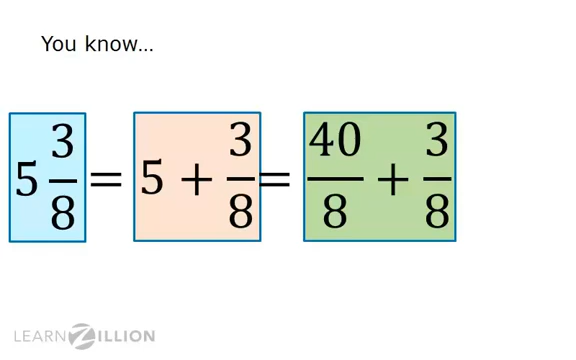 You know...
5 3/8 = 5 + 3/8 = 40/8 + 3/8
LEARNZILLION